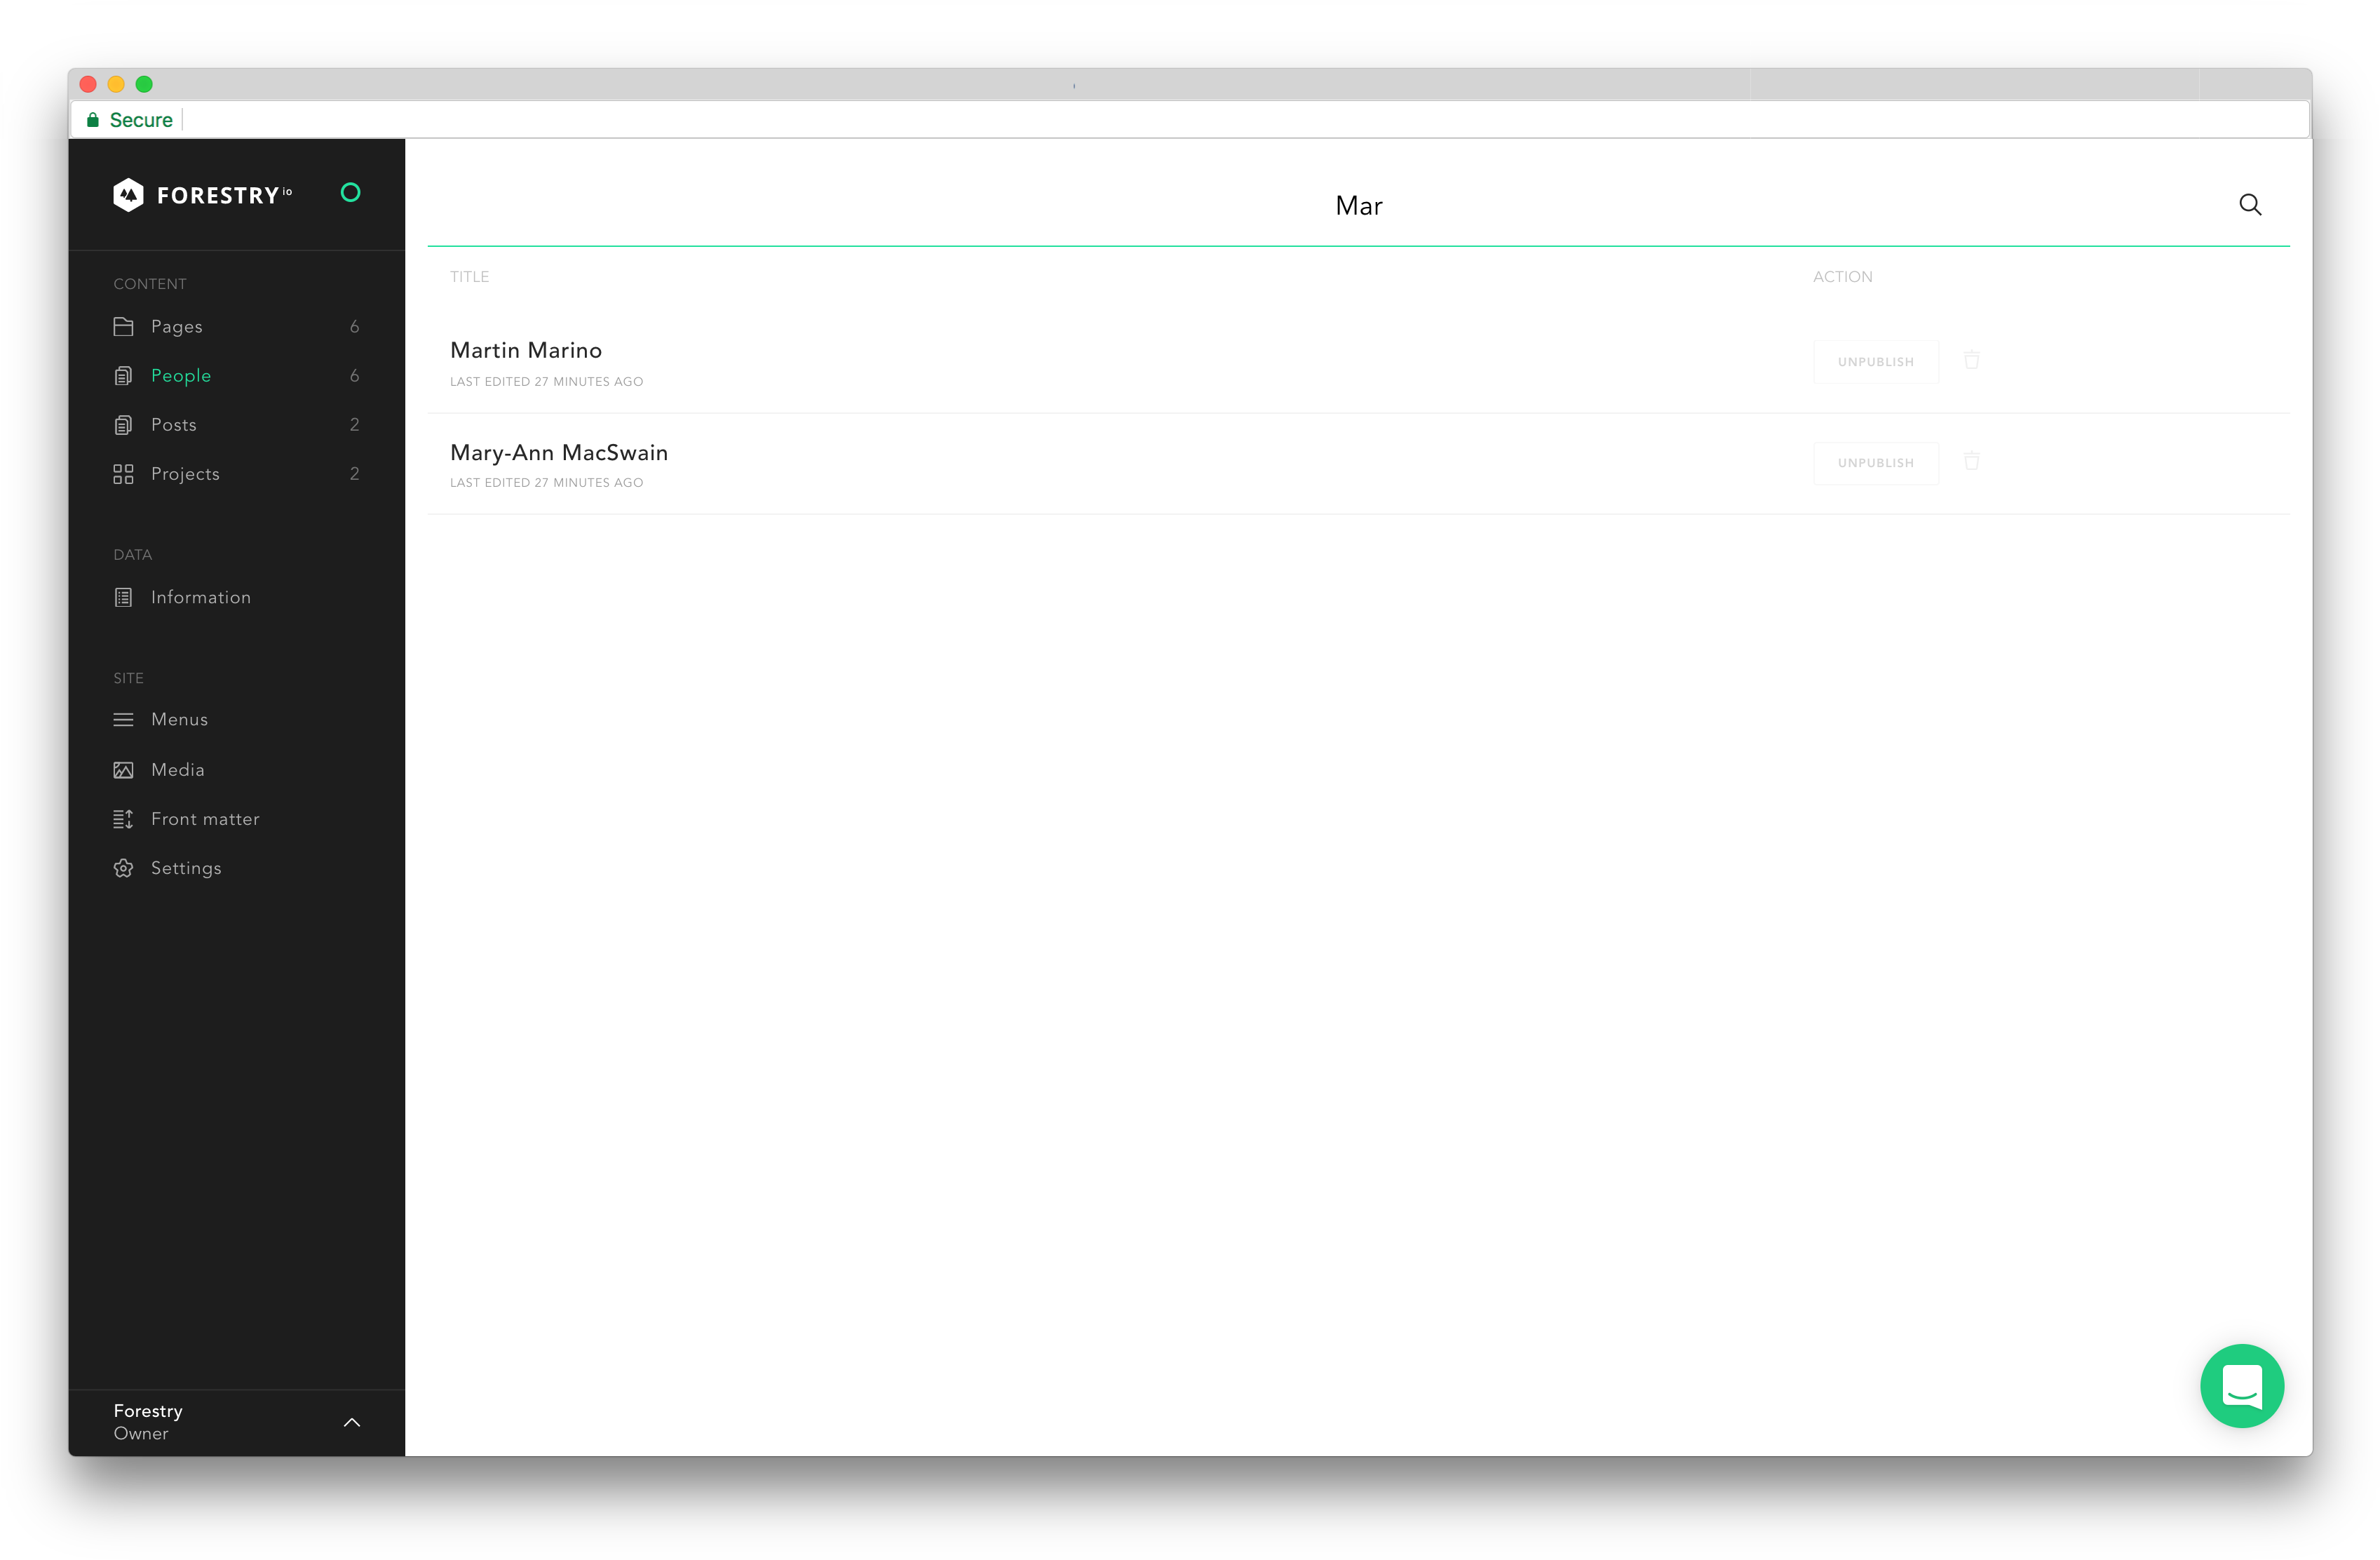 Secure
FORESTRY io
CONTENT
Pages 6
People 6
Posts 2
Projects 2
DATA
Information
SITE
Menus
Media
Front matter
Settings
Forestry
Owner
Mar
TITLE ACTION
Martin Marino
LAST EDITED 27 MINUTES AGO
UNPUBLISH
Mary-Ann MacSwain
LAST EDITED 27 MINUTES AGO
UNPUBLISH